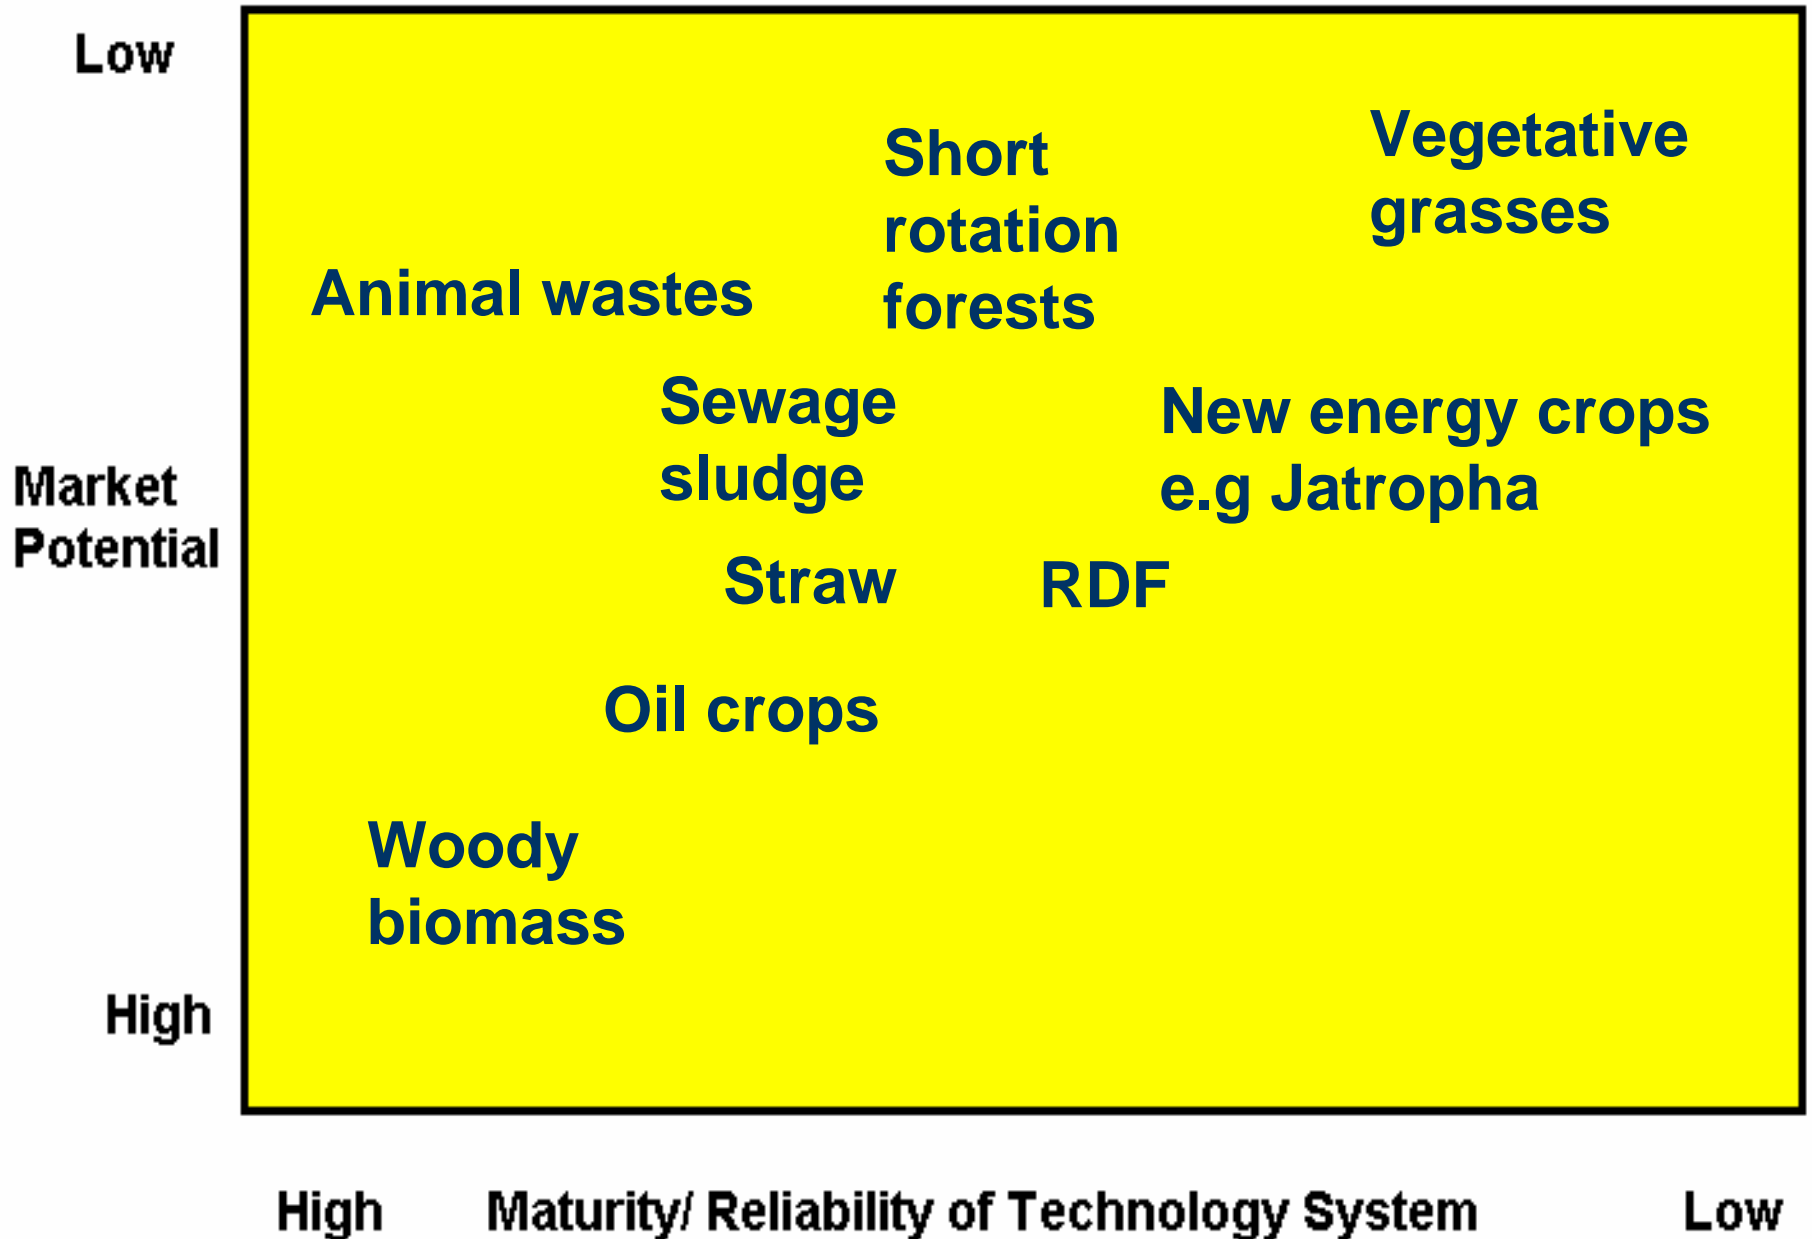 Low
Short
rotation
forests
Vegetative
grasses
Animal wastes
Sewage
sludge
New energy crops
e.g Jatropha
Market
Potential
Straw
RDF
Oil crops
Woody
biomass
High
High
Maturity/ Reliability of Technology System
Low